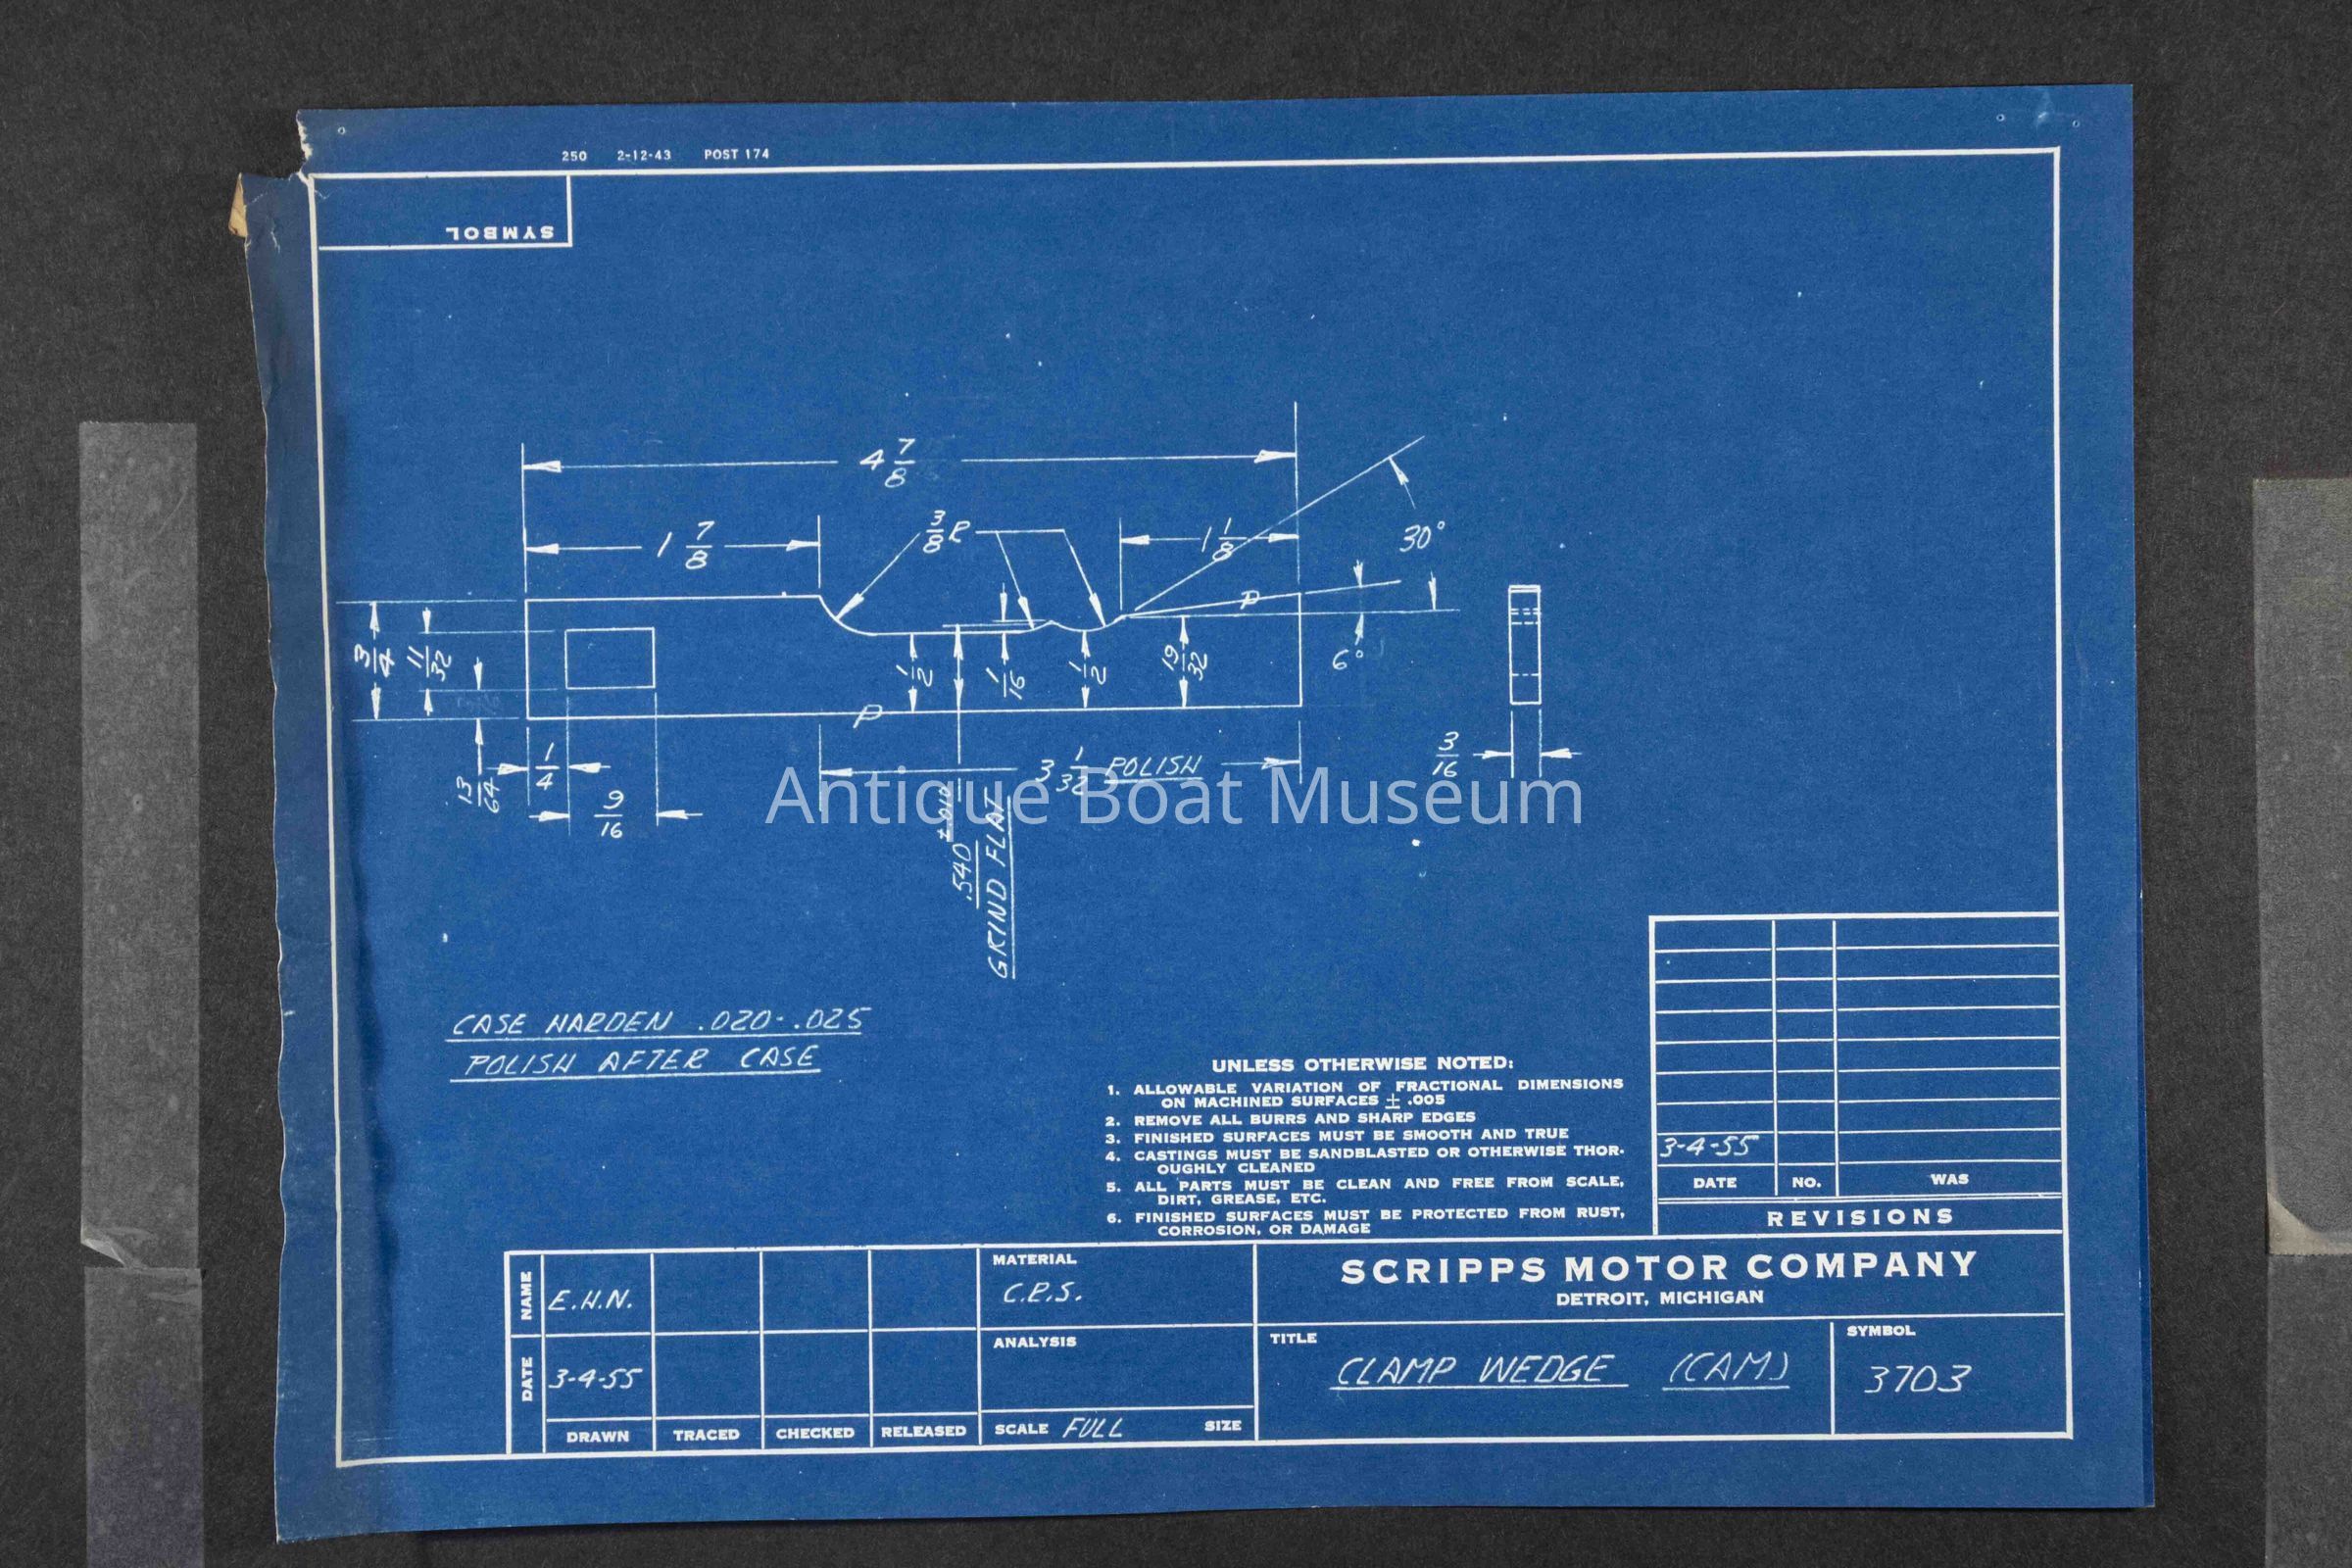 250 2-12-43 POST 174
SYMBOL
4 7/8
1 7/8
3/8 R
1 1/8
30°
P
6°
3/4
11/32
1/2
1/16
1/2
19/32
P
13/64
1/4
9/16
3 1/32 POLISH
3/16
.540 ±.010
GRIND FLAT
Antique Boat Museum
CASE HARDEN .020-.025
POLISH AFTER CASE
UNLESS OTHERWISE NOTED:
1. ALLOWABLE VARIATION OF FRACTIONAL DIMENSIONS
ON MACHINED SURFACES ± .005
2. REMOVE ALL BURRS AND SHARP EDGES
3. FINISHED SURFACES MUST BE SMOOTH AND TRUE
4. CASTINGS MUST BE SANDBLASTED OR OTHERWISE THOR-
OUGHLY CLEANED
5. ALL PARTS MUST BE CLEAN AND FREE FROM SCALE,
DIRT, GREASE, ETC.
6. FINISHED SURFACES MUST BE PROTECTED FROM RUST,
CORROSION, OR DAMAGE
3-4-55
DATE NO. WAS
REVISIONS
NAME E.H.N.
DATE 3-4-55
DRAWN TRACED CHECKED RELEASED
MATERIAL
C.R.S.
ANALYSIS
SCALE FULL SIZE
SCRIPPS MOTOR COMPANY
DETROIT, MICHIGAN
TITLE
CLAMP WEDGE (CAM)
SYMBOL
3703